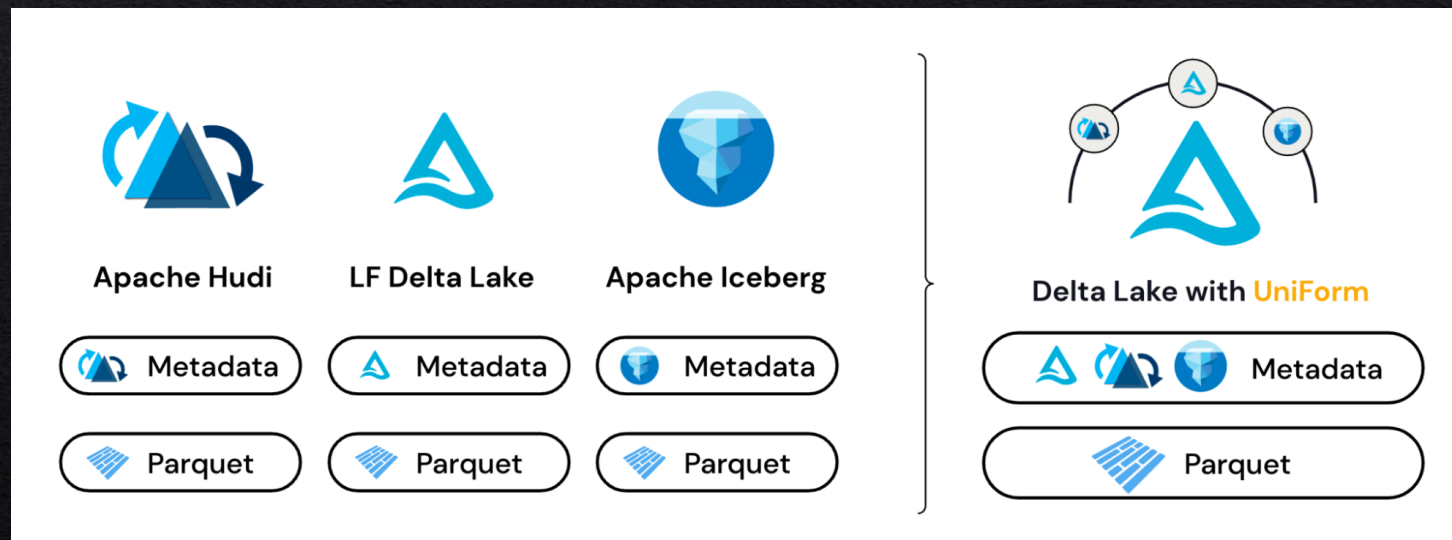 Apache Hudi
LF Delta Lake
Apache Iceberg
Metadata
Metadata
Metadata
Parquet
Parquet
Parquet
Delta Lake with UniForm
Metadata
Parquet